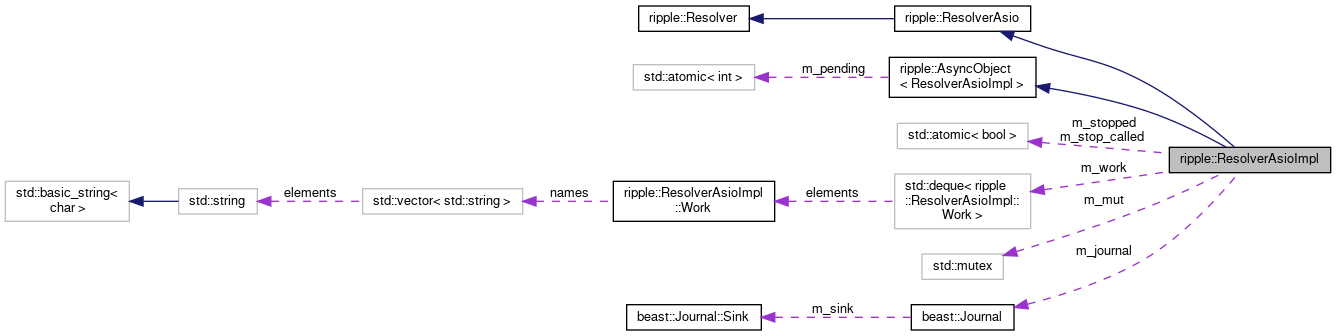 ripple::Resolver
ripple::ResolverAsio
std::atomic< int >
m_pending
ripple::AsyncObject
< ResolverAsioImpl >
std::atomic< bool >
m_stopped
m_stop_called
ripple::ResolverAsioImpl
std::basic_string<
char >
std::string
elements
std::vector< std::string >
names
ripple::ResolverAsioImpl
::Work
elements
std::deque< ripple
::ResolverAsioImpl::
Work >
m_work
m_mut
std::mutex
m_journal
beast::Journal::Sink
m_sink
beast::Journal